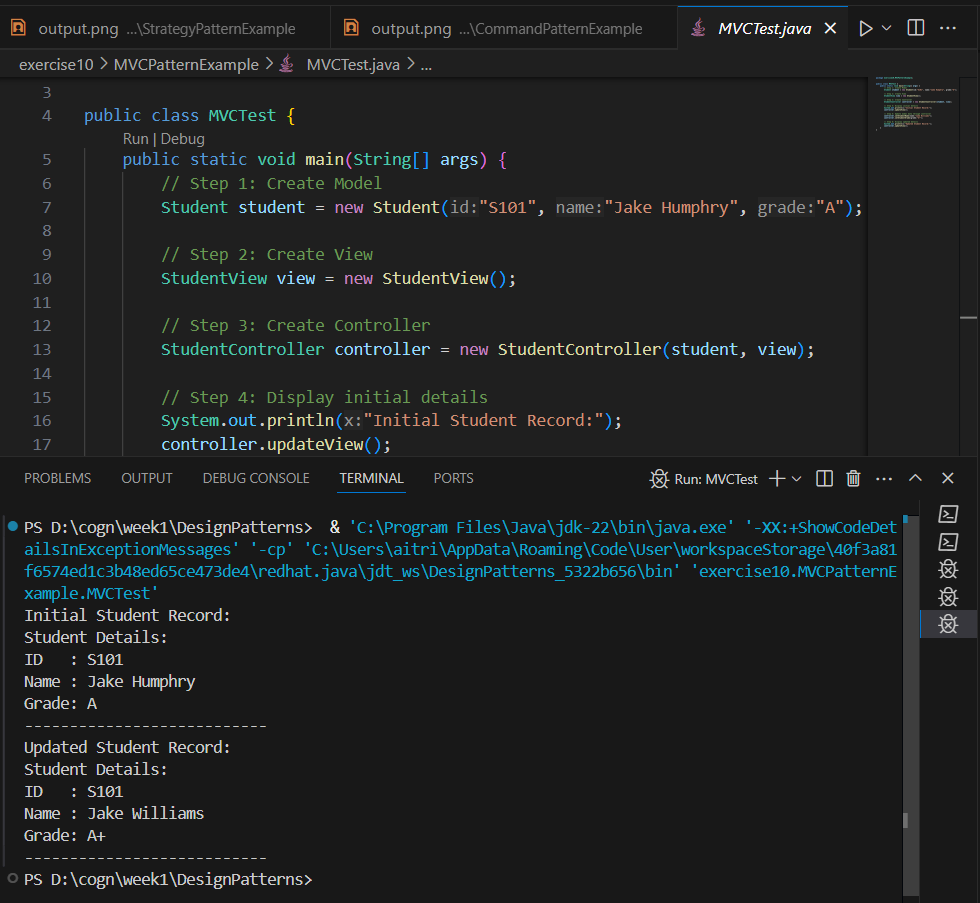 output.png ...\StrategyPatternExample output.png ...\CommandPatternExample MVCTest.java
exercise10 > MVCPatternExample > MVCTest.java > ...
3
4 public class MVCTest {
Run | Debug
5 public static void main(String[] args) {
6 // Step 1: Create Model
7 Student student = new Student(id:"S101", name:"Jake Humphry", grade:"A");
8
9 // Step 2: Create View
10 StudentView view = new StudentView();
11
12 // Step 3: Create Controller
13 StudentController controller = new StudentController(student, view);
14
15 // Step 4: Display initial details
16 System.out.println(x:"Initial Student Record:");
17 controller.updateView();
PROBLEMS OUTPUT DEBUG CONSOLE TERMINAL PORTS Run: MVCTest
PS D:\cogn\week1\DesignPatterns> & 'C:\Program Files\Java\jdk-22\bin\java.exe' '-XX:+ShowCodeDet
ailsInExceptionMessages' '-cp' 'C:\Users\aitri\AppData\Roaming\Code\User\workspaceStorage\40f3a81
f6574ed1c3b48ed65ce473de4\redhat.java\jdt_ws\DesignPatterns_5322b656\bin' 'exercise10.MVCPatternE
xample.MVCTest'
Initial Student Record:
Student Details:
ID   : S101
Name : Jake Humphry
Grade: A
---------------------------
Updated Student Record:
Student Details:
ID   : S101
Name : Jake Williams
Grade: A+
---------------------------
PS D:\cogn\week1\DesignPatterns>